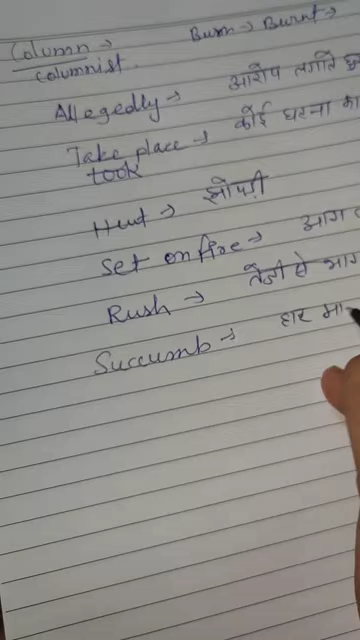 Column → Burn → Burnt →
Columnist.
Allegedly → आरोप लगाते
Take place → कोई घटना
took
Hut → झोपड़ी
Set on fire → आग
Rush → तेजी से भाग
Succumb → हार मा